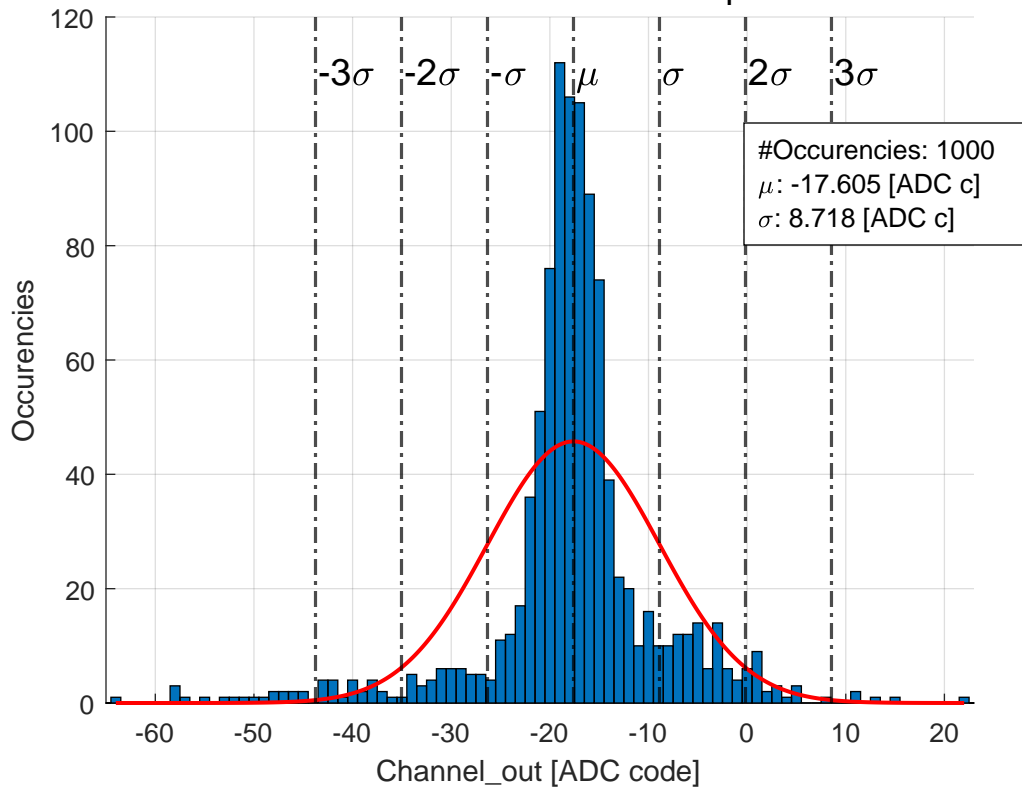 120
100
80
60
40
20
0
-3σ -2σ -σ μ σ 2σ 3σ
#Occurencies: 1000
μ: -17.605 [ADC c]
σ: 8.718 [ADC c]
Occurencies
-60 -50 -40 -30 -20 -10 0 10 20
Channel_out [ADC code]